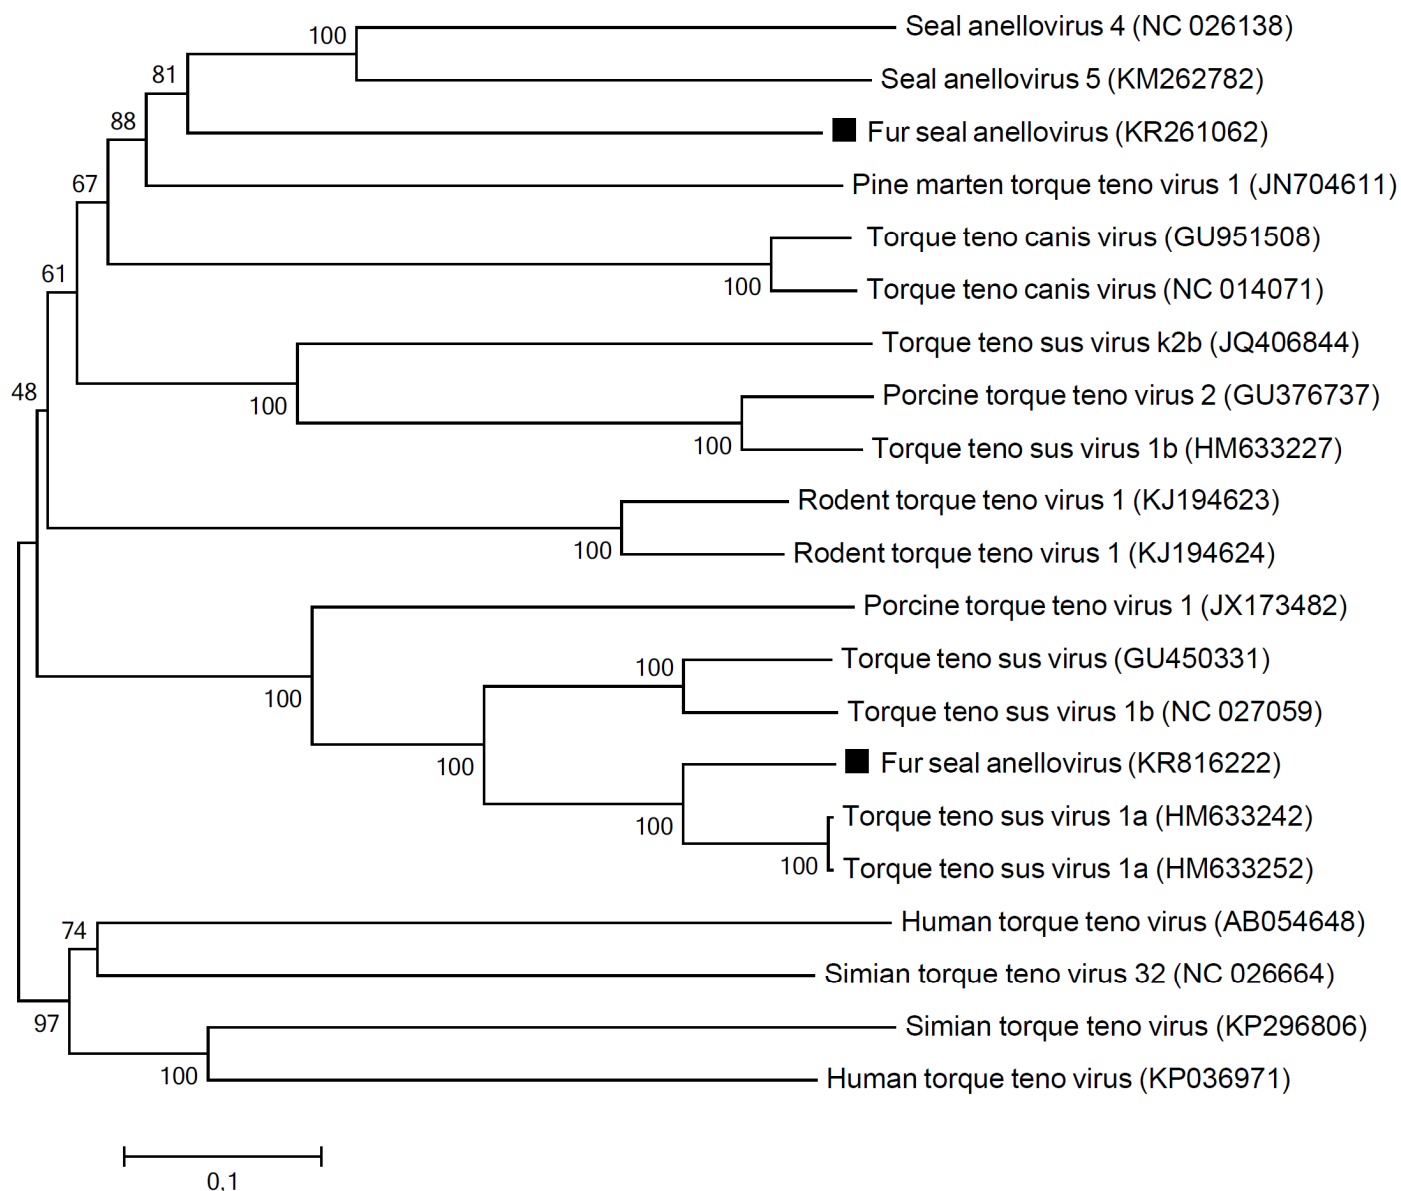 Seal anellovirus 4 (NC 026138)
100
81
Seal anellovirus 5 (KM262782)
88
Fur seal anellovirus (KR261062)
67
Pine marten torque teno virus 1 (JN704611)
Torque teno canis virus (GU951508)
61
100
Torque teno canis virus (NC 014071)
Torque teno sus virus k2b (JQ406844)
48
100
Porcine torque teno virus 2 (GU376737)
100
Torque teno sus virus 1b (HM633227)
Rodent torque teno virus 1 (KJ194623)
100
Rodent torque teno virus 1 (KJ194624)
Porcine torque teno virus 1 (JX173482)
100
Torque teno sus virus (GU450331)
100
Torque teno sus virus 1b (NC 027059)
100
Fur seal anellovirus (KR816222)
100
Torque teno sus virus 1a (HM633242)
100
Torque teno sus virus 1a (HM633252)
74
Human torque teno virus (AB054648)
Simian torque teno virus 32 (NC 026664)
97
Simian torque teno virus (KP296806)
100
Human torque teno virus (KP036971)
0,1